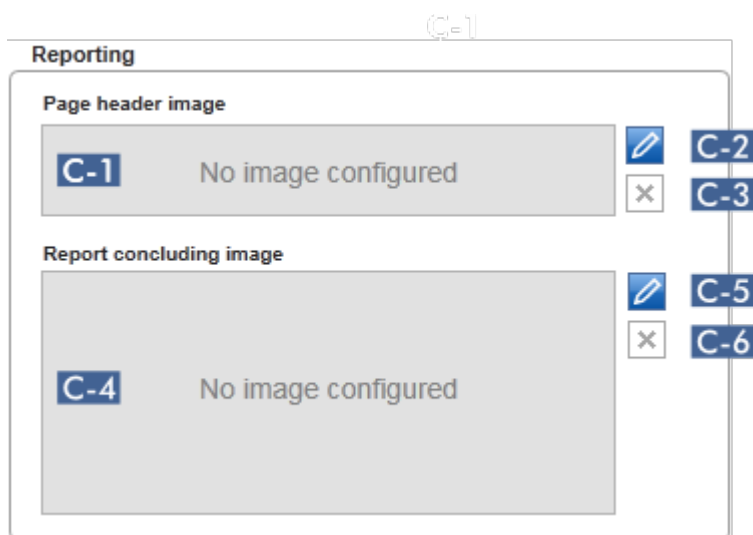 C-1
Reporting
Page header image
C-1 No image configured
C-2
C-3
Report concluding image
C-5
C-6
C-4 No image configured